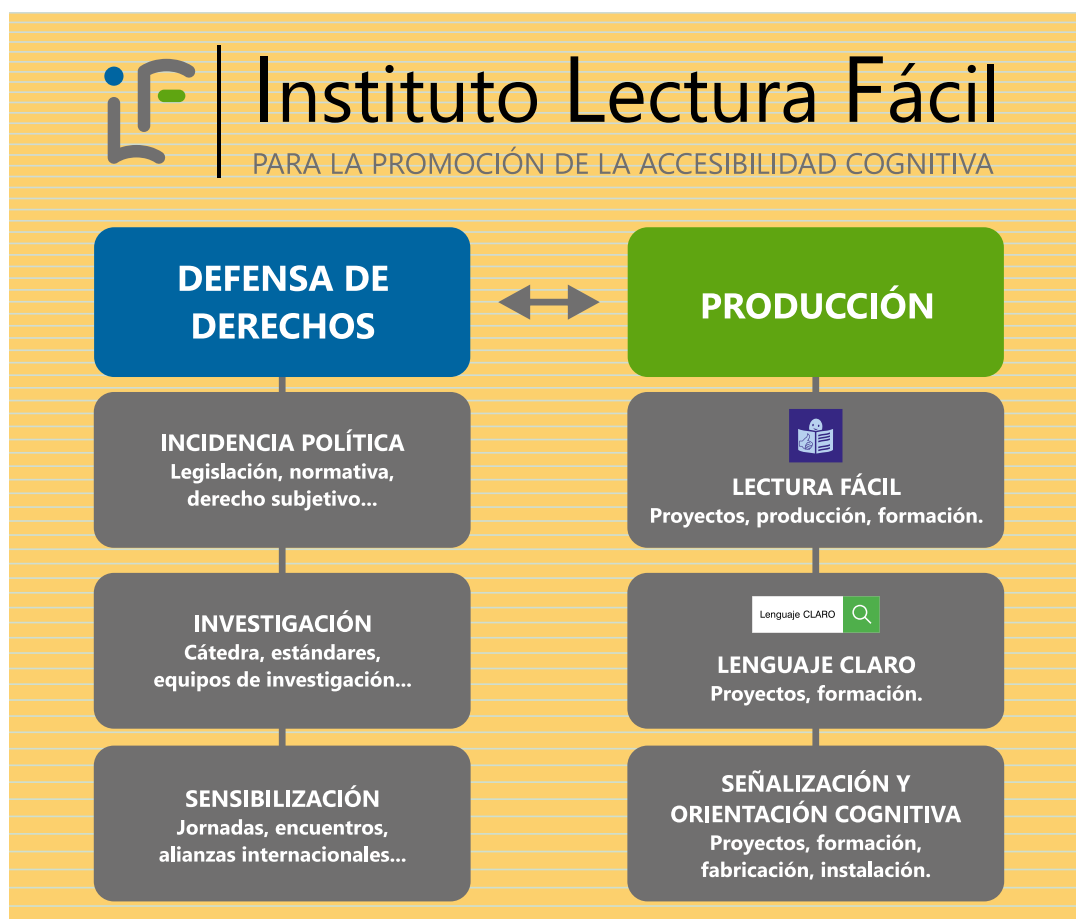 Instituto Lectura Fácil
PARA LA PROMOCIÓN DE LA ACCESIBILIDAD COGNITIVA
DEFENSA DE
DERECHOS
INCIDENCIA POLÍTICA
Legislación, normativa,
derecho subjetivo...
INVESTIGACIÓN
Cátedra, estándares,
equipos de investigación...
SENSIBILIZACIÓN
Jornadas, encuentros,
alianzas internacionales...
PRODUCCIÓN
LECTURA FÁCIL
Proyectos, producción, formación.
Lenguaje CLARO
LENGUAJE CLARO
Proyectos, formación.
SEÑALIZACIÓN Y
ORIENTACIÓN COGNITIVA
Proyectos, formación,
fabricación, instalación.